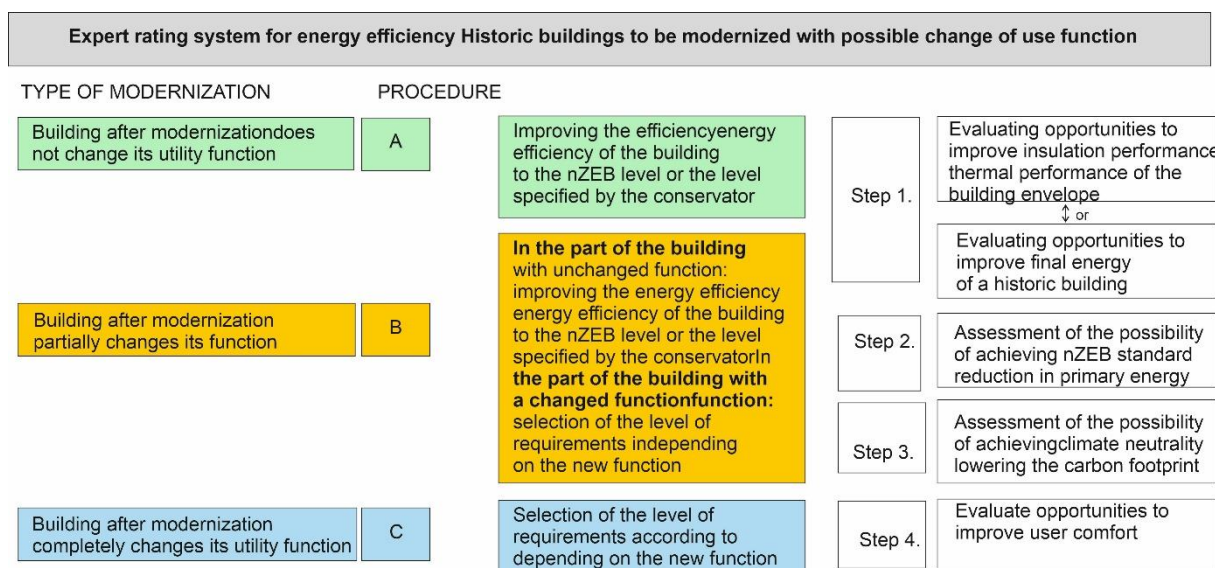 Expert rating system for energy efficiency Historic buildings to be modernized with possible change of use function
TYPE OF MODERNIZATION
PROCEDURE
Building after modernizationdoes
not change its utility function
A
Improving the efficiencyenergy
efficiency of the building
to the nZEB level or the level
specified by the conservator
Building after modernization
partially changes its function
B
In the part of the building
with unchanged function:
improving the energy efficiency
energy efficiency of the building
to the nZEB level or the level
specified by the conservatorIn
the part of the building with
a changed functionfunction:
selection of the level of
requirements independing
on the new function
Building after modernization
completely changes its utility function
C
Selection of the level of
requirements according to
depending on the new function
Step 1.
Evaluating opportunities to
improve insulation performance
thermal performance of the
building envelope
↕ or
Evaluating opportunities to
improve final energy
of a historic building
Step 2.
Assessment of the possibility
of achieving nZEB standard
reduction in primary energy
Step 3.
Assessment of the possibility
of achievingclimate neutrality
lowering the carbon footprint
Step 4.
Evaluate opportunities to
improve user comfort